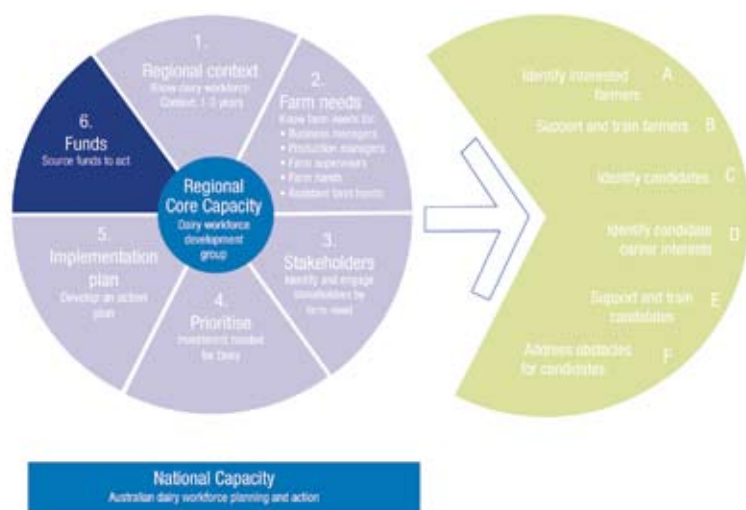 1.
Regional context
Know dairy workforce
Context, 1-3 years
2.
Farm needs
Know farm needs for:
• Business managers
• Production managers
• Farm supervisors
• Farm hands
• Assistant farm hands
3.
Stakeholders
Identify and engage
stakeholders by
farm need
4.
Prioritise
Investment needed
for Dairy
5.
Implementation
plan
Develop an action
plan
6.
Funds
Source funds to act
Regional
Core Capacity
Dairy workforce
development
group
Identify interested
farmers
A
Support and train farmers
B
Identify candidates
C
Identify candidate
career interests
D
Support and train
candidates
E
Address obstacles
for candidates
F
National Capacity
Australian dairy workforce planning and action